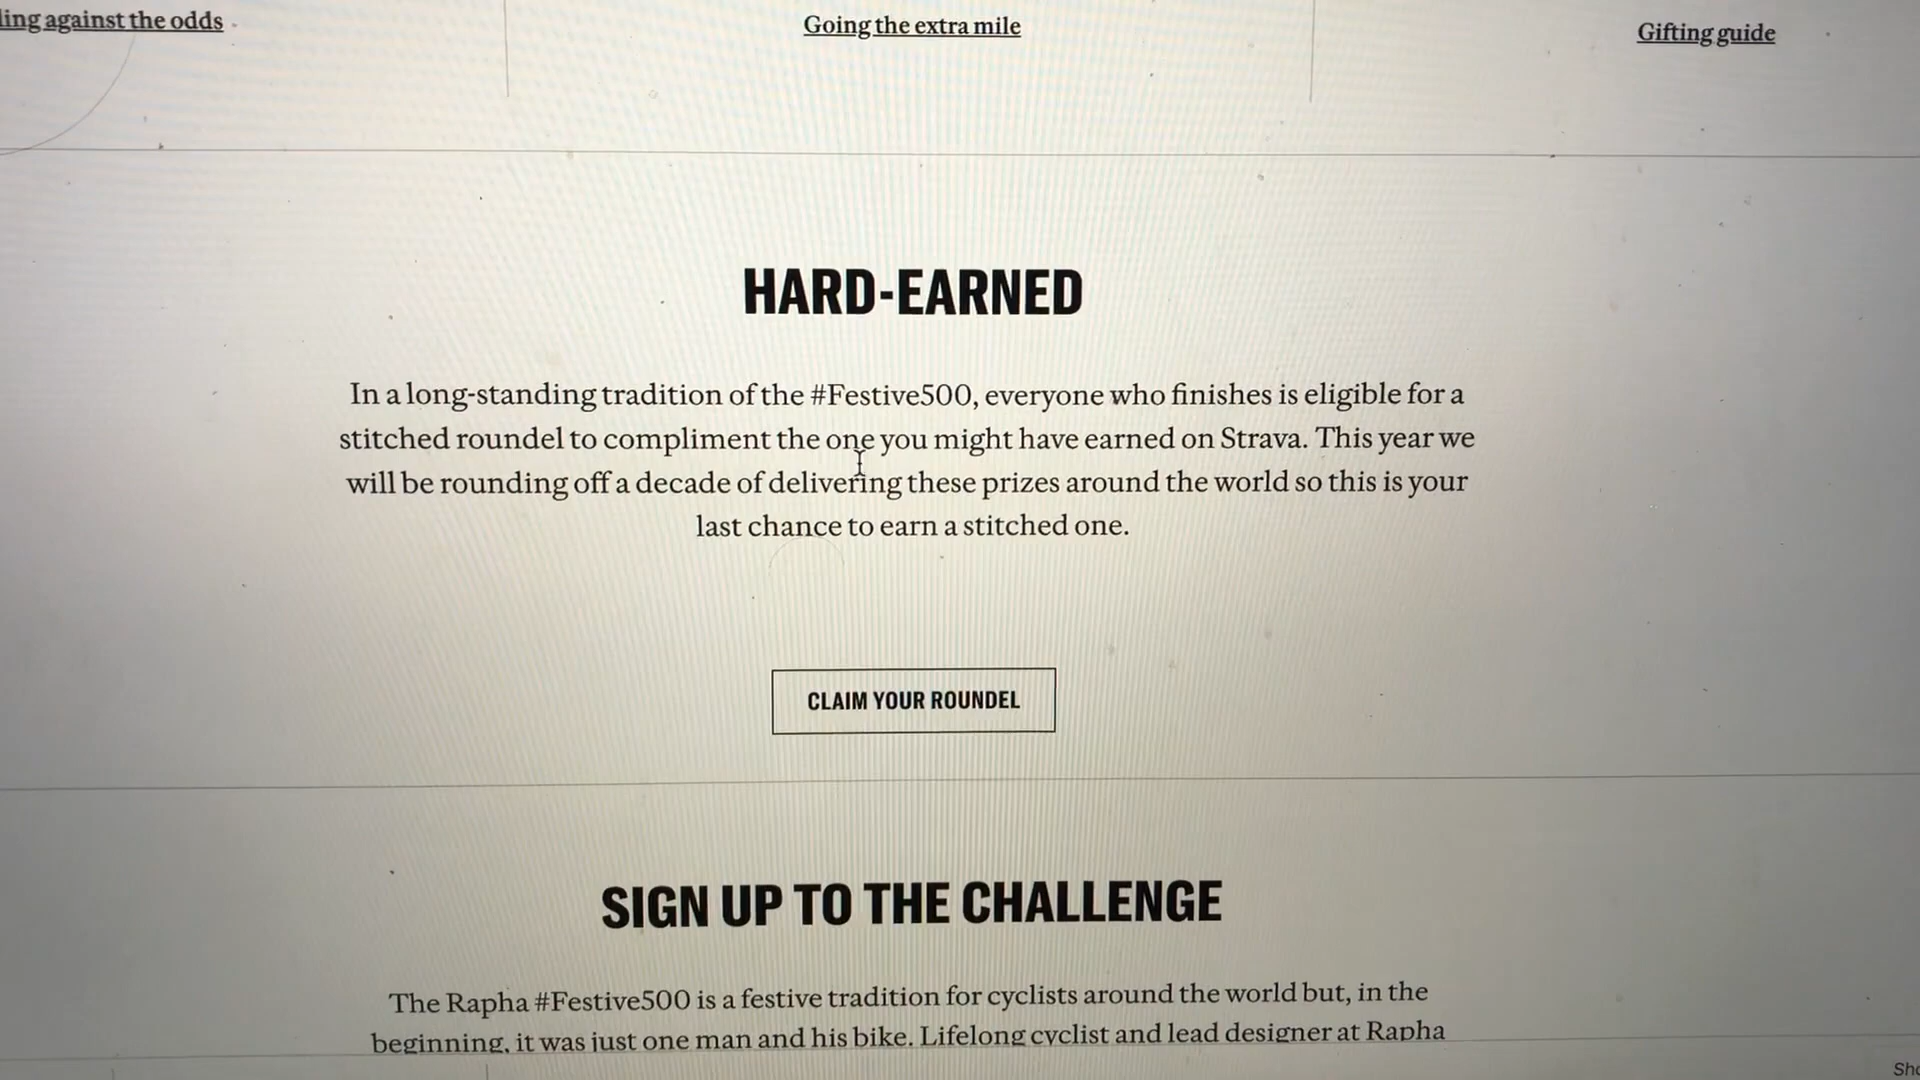 against the odds
Going the extra mile
Gifting guide
HARD-EARNED
In a long-standing tradition of the #Festive500, everyone who finishes is eligible for a
stitched roundel to compliment the one you might have earned on Strava. This year we
will be rounding off a decade of delivering these prizes around the world so this is your
last chance to earn a stitched one.
CLAIM YOUR ROUNDEL
SIGN UP TO THE CHALLENGE
The Rapha #Festive500 is a festive tradition for cyclists around the world but, in the
beginning, it was just one man and his bike. Lifelong cyclist and lead designer at Rapha